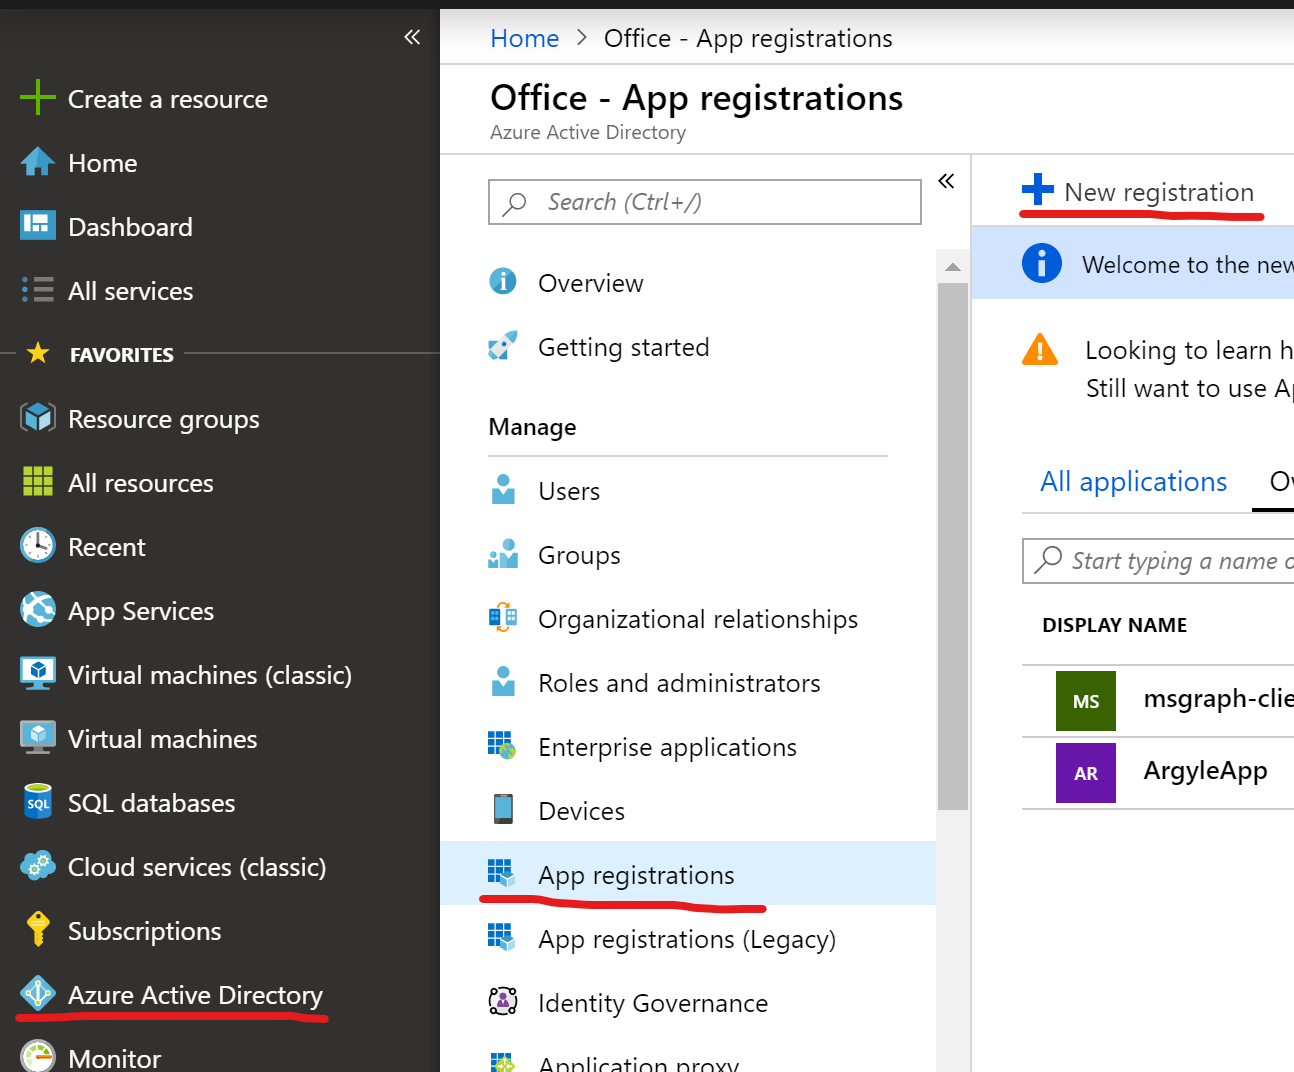 Create a resource
Home
Dashboard
All services
FAVORITES
Resource groups
All resources
Recent
App Services
Virtual machines (classic)
Virtual machines
SQL
SQL databases
Cloud services (classic)
Subscriptions
Azure Active Directory
Monitor
Home > Office - App registrations
Office - App registrations
Azure Active Directory
Search (Ctrl+/)
Overview
Getting started
Manage
Users
Groups
Organizational relationships
Roles and administrators
Enterprise applications
Devices
App registrations
App registrations (Legacy)
Identity Governance
Application proxy
New registration
Welcome to the new
Looking to learn h
Still want to use Ap
All applications Ov
Start typing a name o
DISPLAY NAME
MS msgraph-clie
AR ArgyleApp